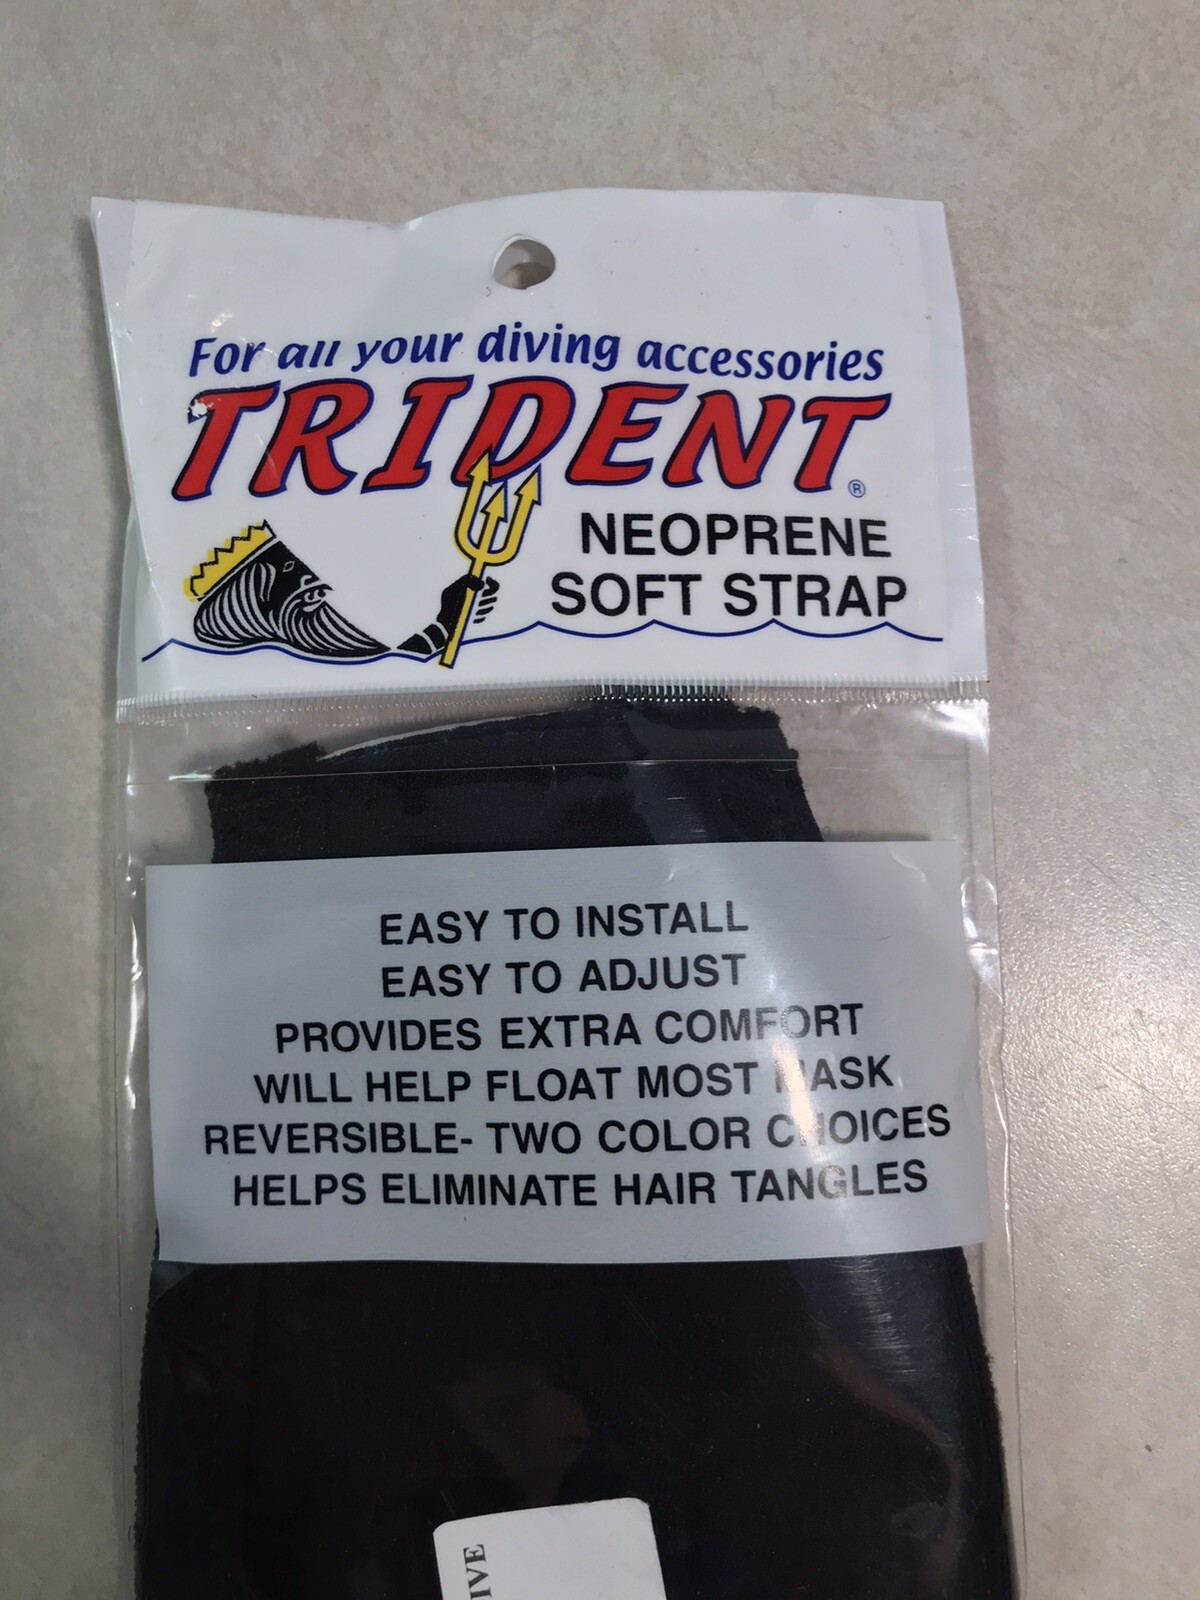 For all your diving accessories
TRIDENT®
NEOPRENE
SOFT STRAP
EASY TO INSTALL
EASY TO ADJUST
PROVIDES EXTRA COMFORT
WILL HELP FLOAT MOST MASK
REVERSIBLE- TWO COLOR CHOICES
HELPS ELIMINATE HAIR TANGLES